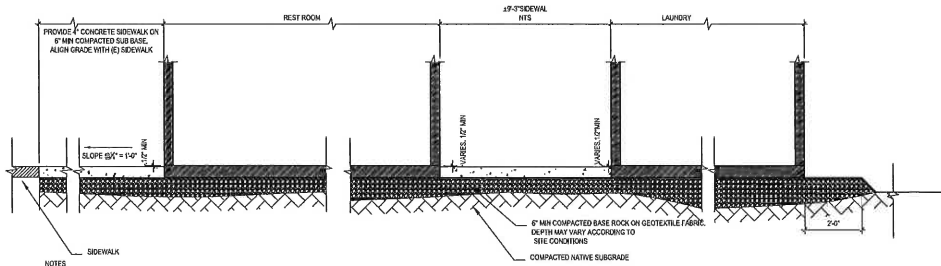 ±9'-3"SIDEWAL
NTS
REST ROOM
LAUNDRY
PROVIDE 4" CONCRETE SIDEWALK ON
6" MIN COMPACTED SUB BASE.
ALIGN GRADE WITH (E) SIDEWALK
1/2" MIN
VARIES. 1/2" MIN
VARIES.1/2"MIN
= 1'-0"
SLOPE
6" MIN COMPACTED BASE ROCK ON GEOTEXTILE FABRIC.
DEPTH MAY VARY ACCORDING TO
SITE CONDITIONS
2'-0"
SIDEWALK
COMPACTED NATIVE SUBGRADE
NOTES